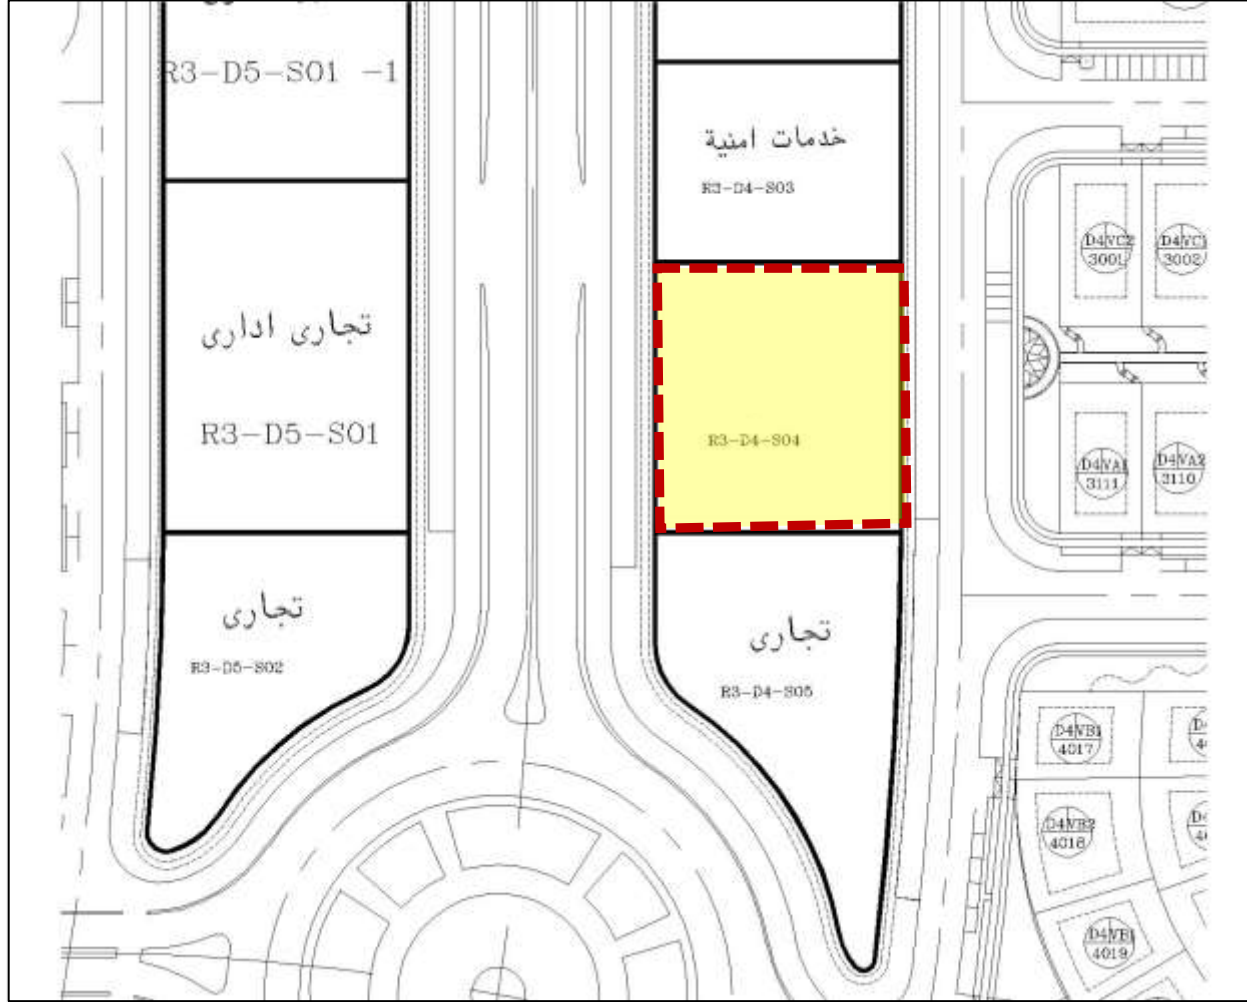 R3-D5-S01 -1
خدمات امنية
R3-D4-S03
تجارى ادارى
R3-D5-S01
R3-D4-S04
تجارى
R3-D5-S02
تجارى
R3-D4-S05
D4VC2
3001
D4VC1
3002
D4VA1
3111
D4VA2
3110
D4VB1
4017
D4VB2
4018
D4VB1
4019